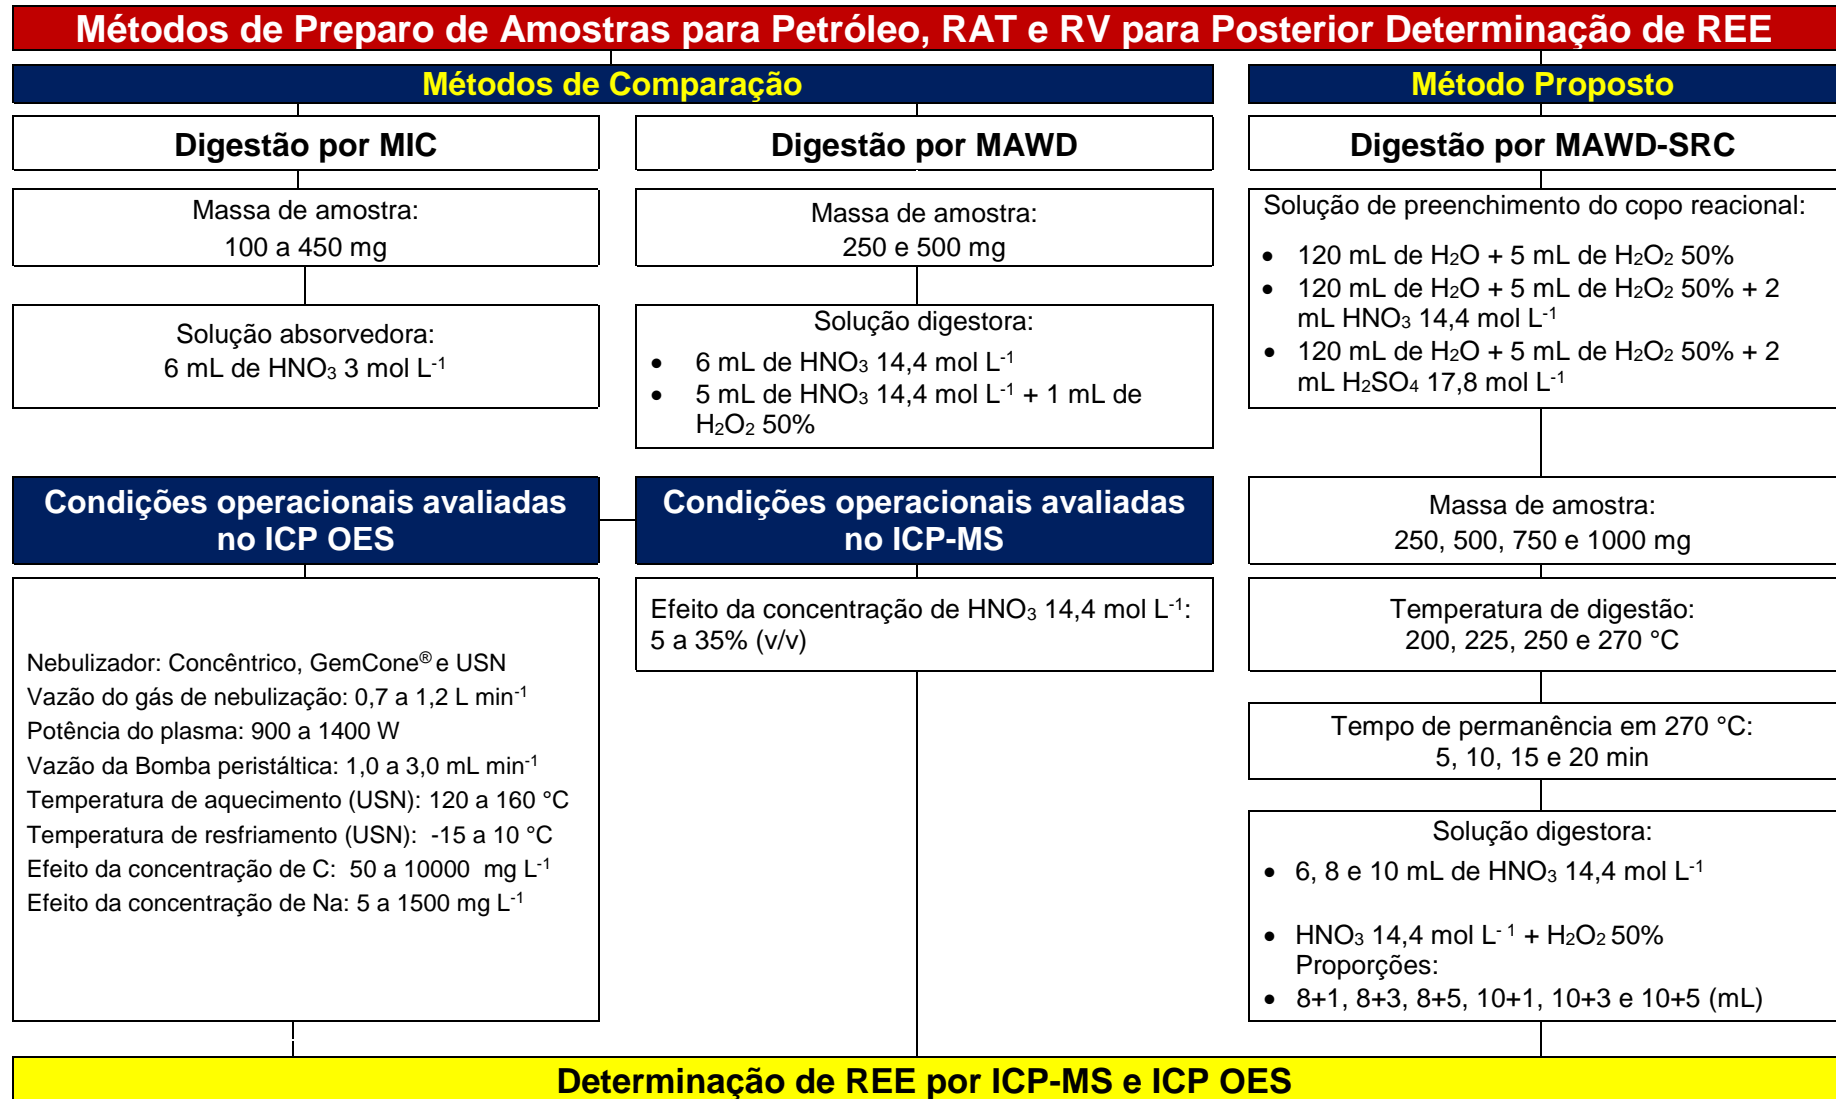 Métodos de Preparo de Amostras para Petróleo, RAT e RV para Posterior Determinação de REE
Métodos de Comparação
Método Proposto
Digestão por MIC
Digestão por MAWD
Digestão por MAWD-SRC
Massa de amostra:
100 a 450 mg
Massa de amostra:
250 e 500 mg
Solução de preenchimento do copo reacional:
• 120 mL de H₂O + 5 mL de H₂O₂ 50%
• 120 mL de H₂O + 5 mL de H₂O₂ 50% + 2
mL HNO₃ 14,4 mol L⁻¹
• 120 mL de H₂O + 5 mL de H₂O₂ 50% + 2
mL H₂SO₄ 17,8 mol L⁻¹
Solução absorvedora:
6 mL de HNO₃ 3 mol L⁻¹
Solução digestora:
• 6 mL de HNO₃ 14,4 mol L⁻¹
• 5 mL de HNO₃ 14,4 mol L⁻¹ + 1 mL de
H₂O₂ 50%
Condições operacionais avaliadas
no ICP OES
Condições operacionais avaliadas
no ICP-MS
Massa de amostra:
250, 500, 750 e 1000 mg
Nebulizador: Concêntrico, GemCone® e USN
Vazão do gás de nebulização: 0,7 a 1,2 L min⁻¹
Potência do plasma: 900 a 1400 W
Vazão da Bomba peristáltica: 1,0 a 3,0 mL min⁻¹
Temperatura de aquecimento (USN): 120 a 160 °C
Temperatura de resfriamento (USN): -15 a 10 °C
Efeito da concentração de C: 50 a 10000 mg L⁻¹
Efeito da concentração de Na: 5 a 1500 mg L⁻¹
Efeito da concentração de HNO₃ 14,4 mol L⁻¹:
5 a 35% (v/v)
Temperatura de digestão:
200, 225, 250 e 270 °C
Tempo de permanência em 270 °C:
5, 10, 15 e 20 min
Solução digestora:
• 6, 8 e 10 mL de HNO₃ 14,4 mol L⁻¹
• HNO₃ 14,4 mol L⁻ ¹ + H₂O₂ 50%
Proporções:
• 8+1, 8+3, 8+5, 10+1, 10+3 e 10+5 (mL)
Determinação de REE por ICP-MS e ICP OES